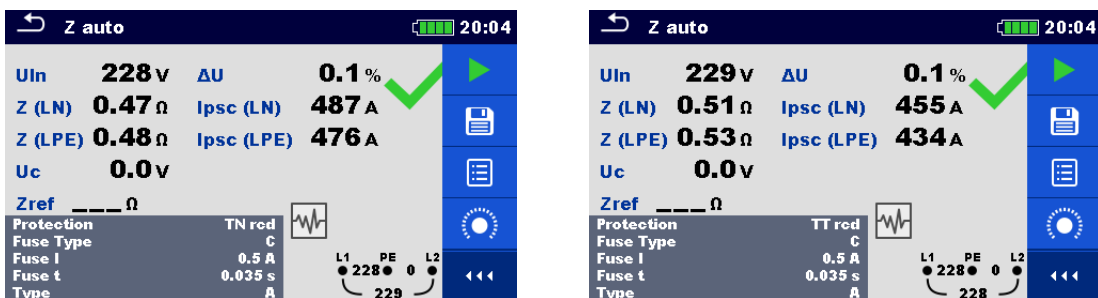 Z auto 20:04
Uln 228 V ΔU 0.1 %
Z (LN) 0.47 Ω Ipsc (LN) 487 A
Z (LPE) 0.48 Ω Ipsc (LPE) 476 A
Uc 0.0 V
Zref _ _ _ Ω
Protection TN rcd
Fuse Type C
Fuse I 0.5 A
Fuse t 0.035 s
Type A
L1 PE L2
228 0
229
Z auto 20:04
Uln 229 V ΔU 0.1 %
Z (LN) 0.51 Ω Ipsc (LN) 455 A
Z (LPE) 0.53 Ω Ipsc (LPE) 434 A
Uc 0.0 V
Zref _ _ _ Ω
Protection TT rcd
Fuse Type C
Fuse I 0.5 A
Fuse t 0.035 s
Type A
L1 PE L2
228 0
228